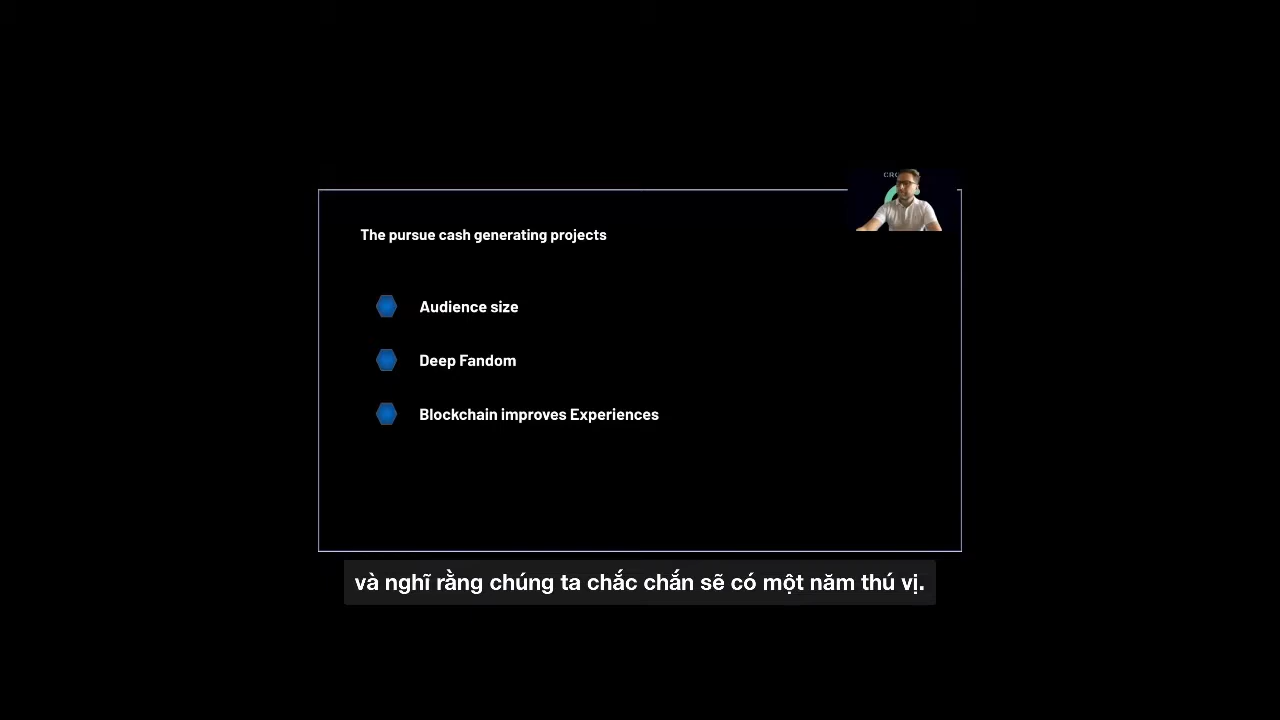 The pursue cash generating projects
Audience size
Deep Fandom
Blockchain improves Experiences
và nghĩ rằng chúng ta chắc chắn sẽ có một năm thú vị.